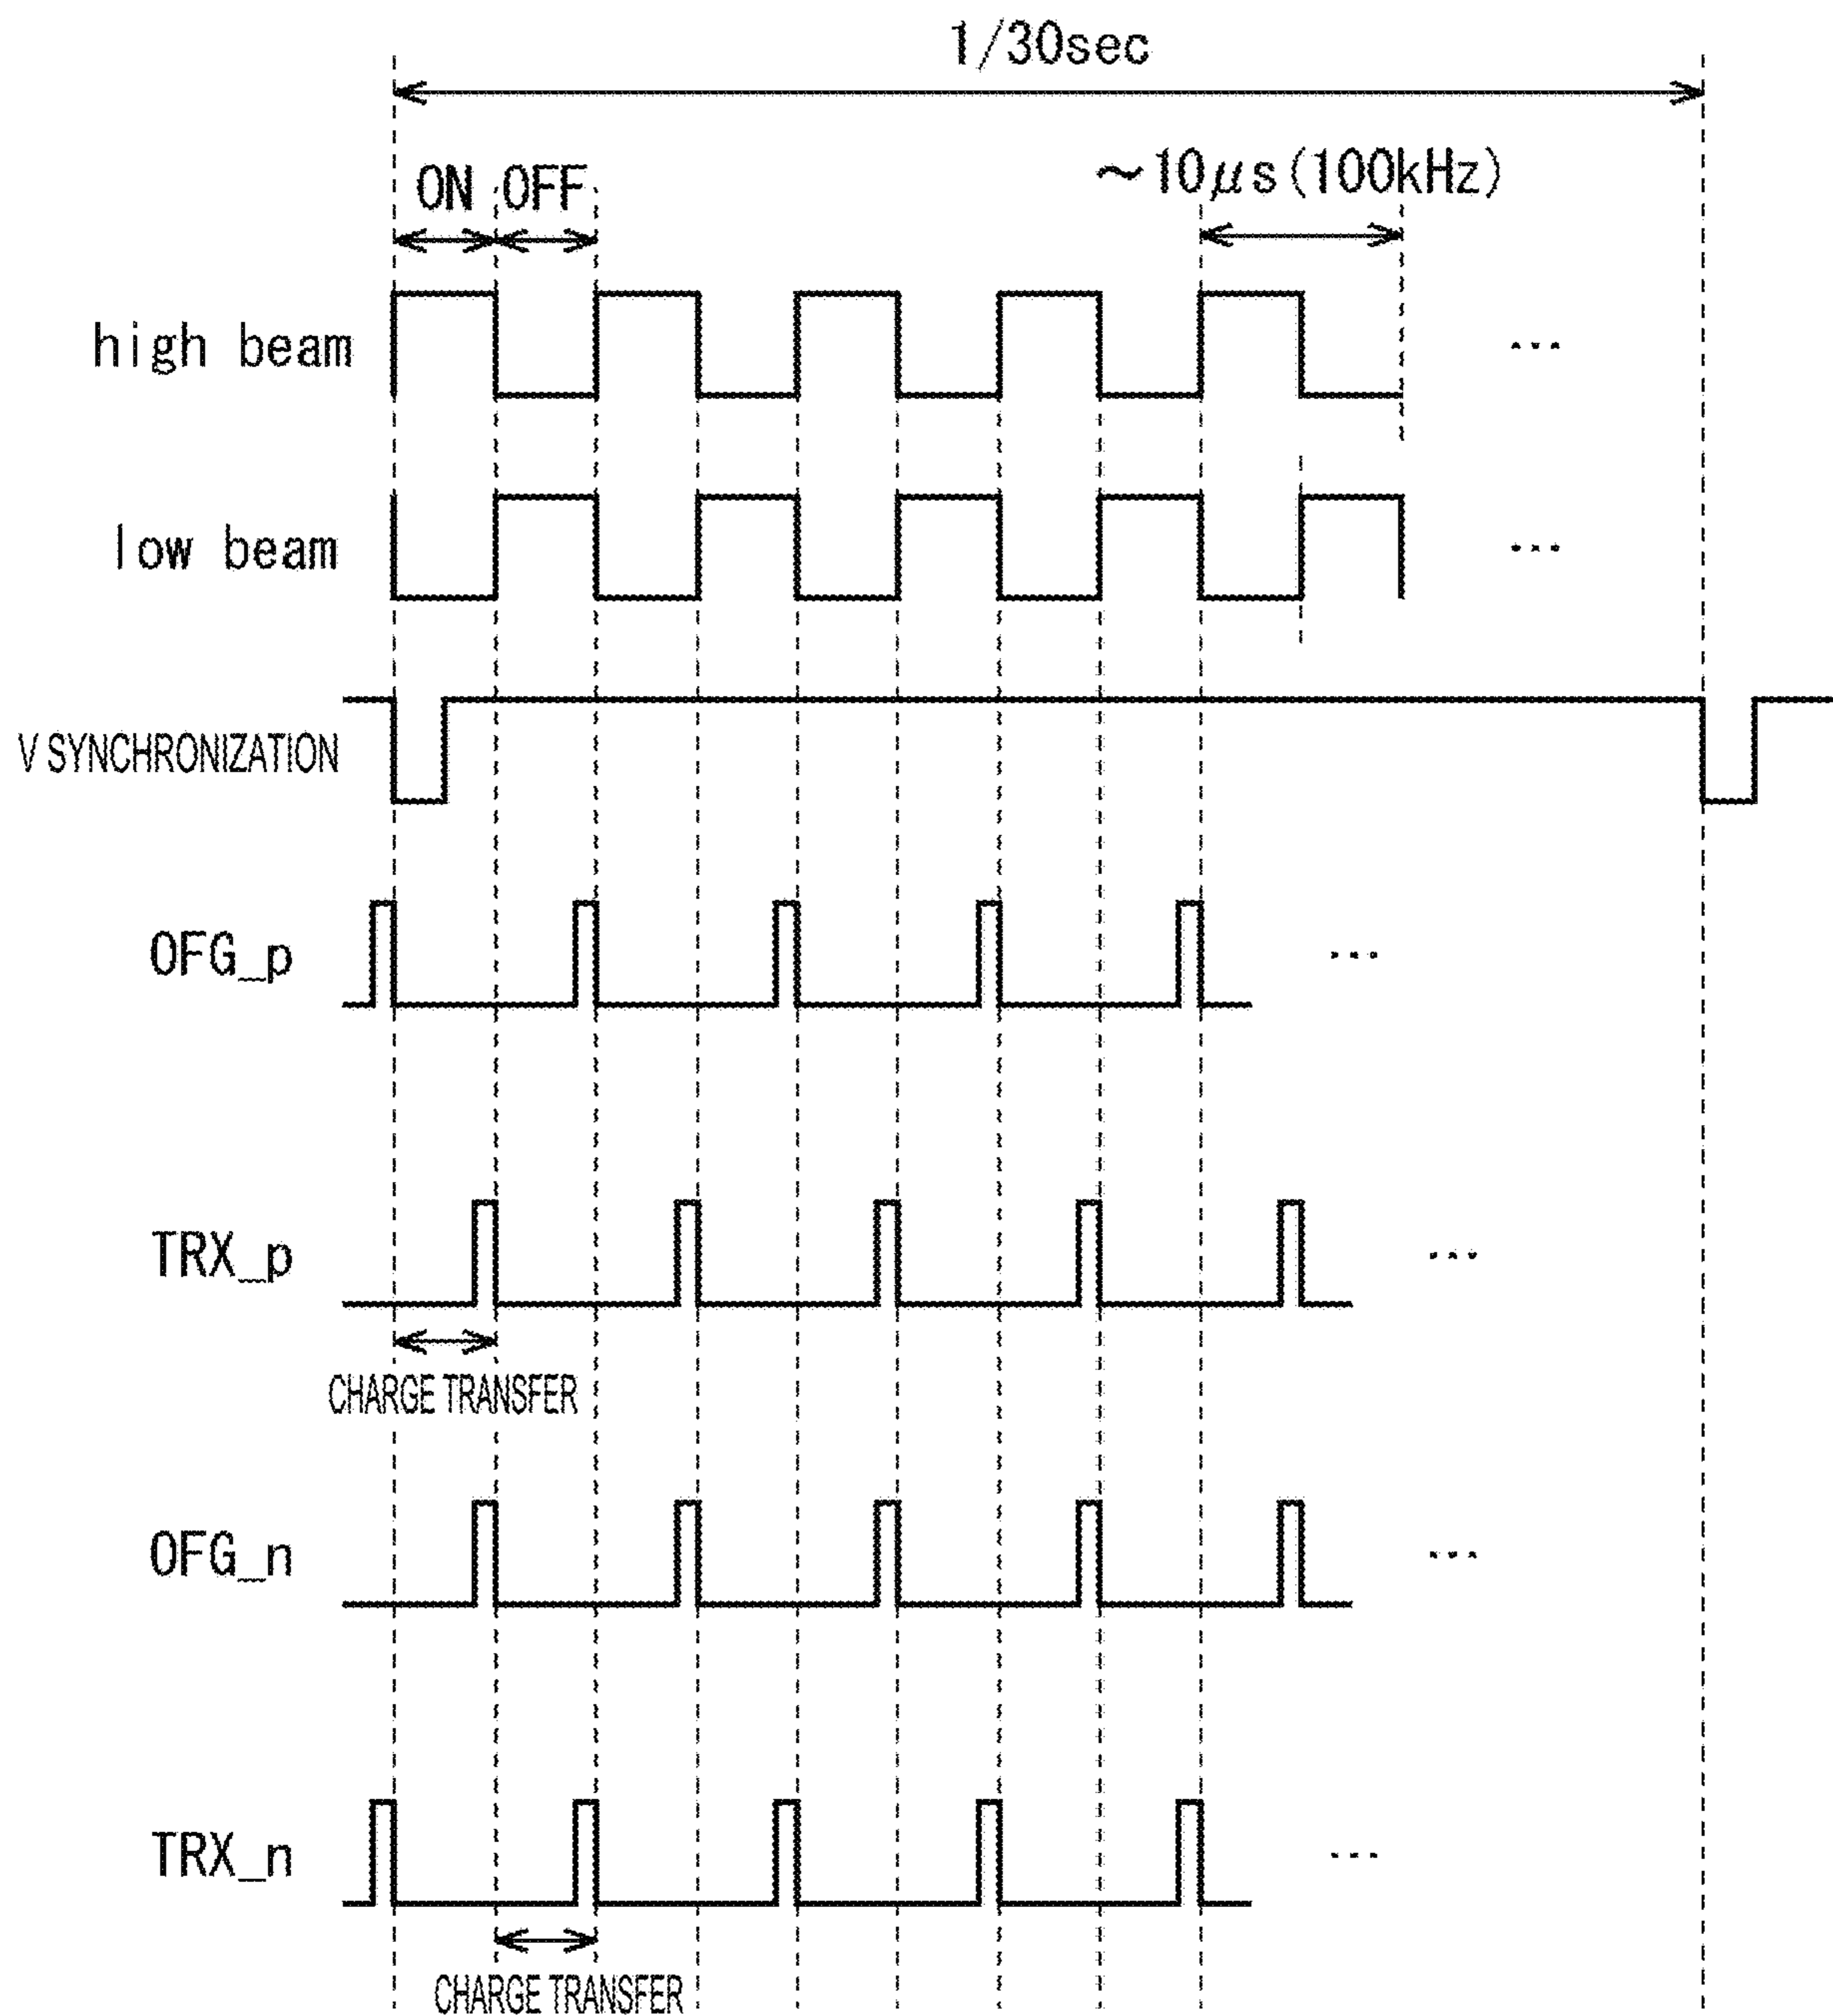 1/30sec
ON OFF
~10μs(100kHz)
high beam
...
low beam
...
V SYNCHRONIZATION
OFG_p
...
TRX_p
...
CHARGE TRANSFER
OFG_n
...
TRX_n
...
CHARGE TRANSFER